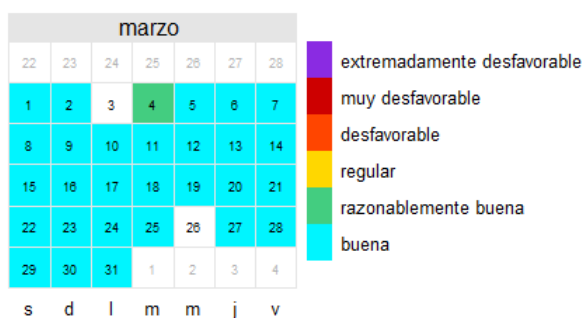 marzo
22 23 24 25 26 27 28
1 2 3 4 5 6 7
8 9 10 11 12 13 14
15 16 17 18 19 20 21
22 23 24 25 26 27 28
29 30 31 1 2 3 4
s d l m m j v
extremadamente desfavorable
muy desfavorable
desfavorable
regular
razonablemente buena
buena